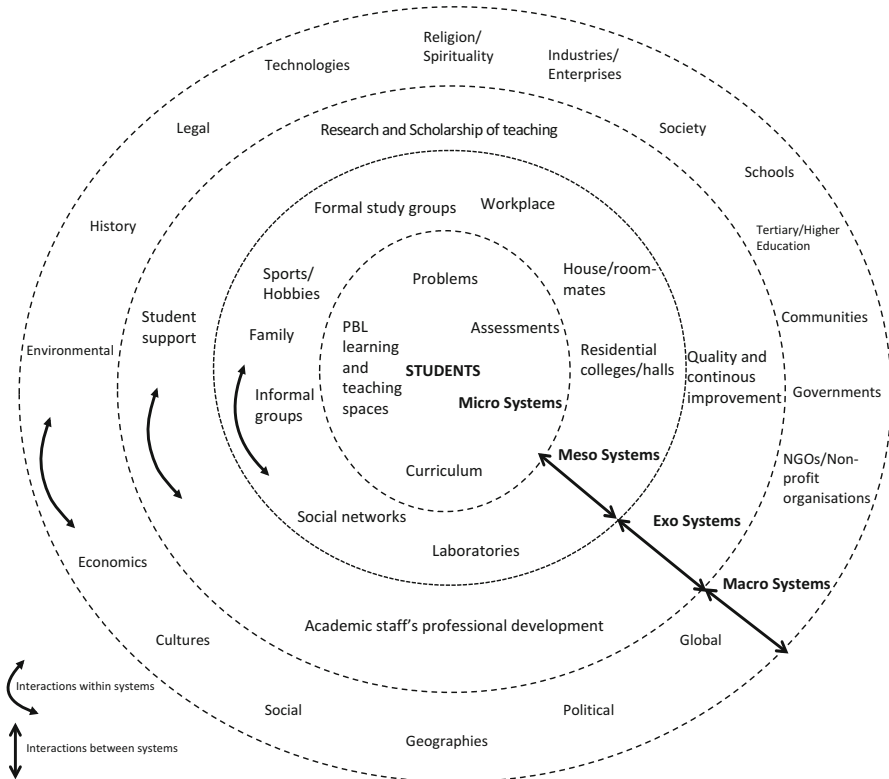 Religion/
Spirituality
Industries/
Enterprises
Technologies
Legal
Research and Scholarship of teaching
Society
Schools
History
Formal study groups
Workplace
Tertiary/Higher
Education
Sports/
Hobbies
Problems
House/room-
mates
Student
support
Family
PBL
learning
and
teaching
spaces
Assessments
Communities
Environmental
Residential
colleges/halls
Quality and
continous
improvement
STUDENTS
Informal
groups
Micro Systems
Governments
Curriculum
Meso Systems
NGOs/Non-
profit
organisations
Social networks
Exo Systems
Laboratories
Economics
Macro Systems
Academic staff's professional development
Cultures
Global
Interactions within systems
Social
Political
Geographies
Interactions between systems